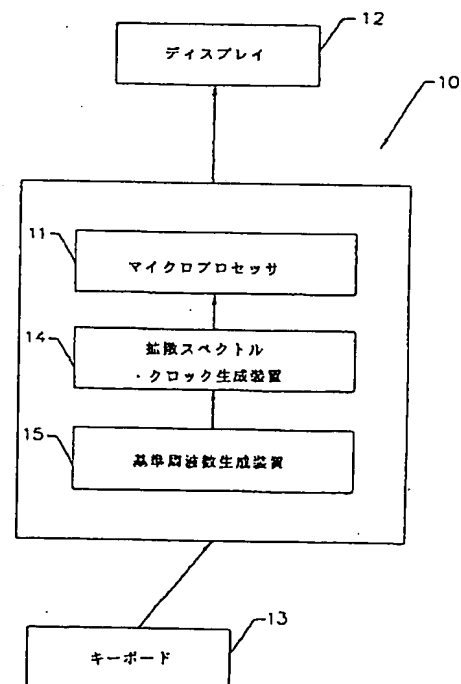 12
ディスプレイ
10
11
マイクロプロセッサ
14
拡散スペクトル
・クロック生成装置
15
基準周波数生成装置
13
キーボード